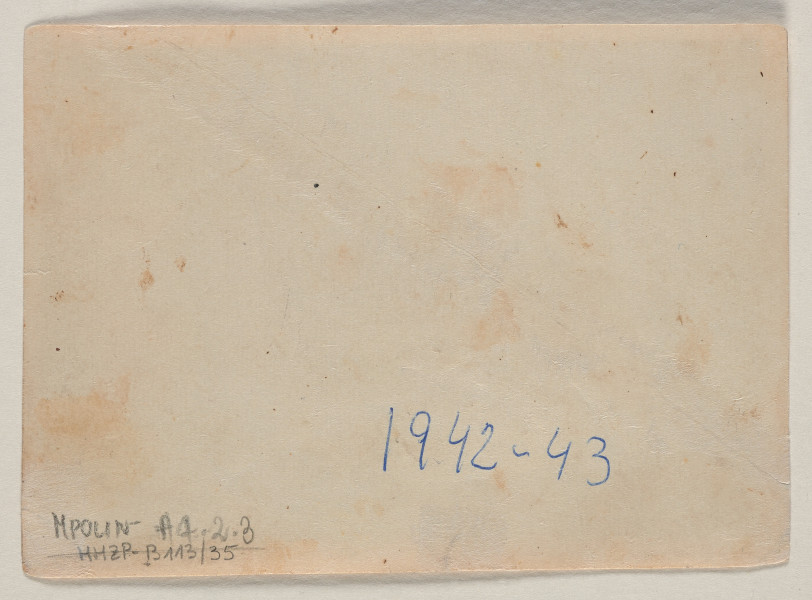 1942-43
MPOLIN- A4.2.3
HHZP-B113/35